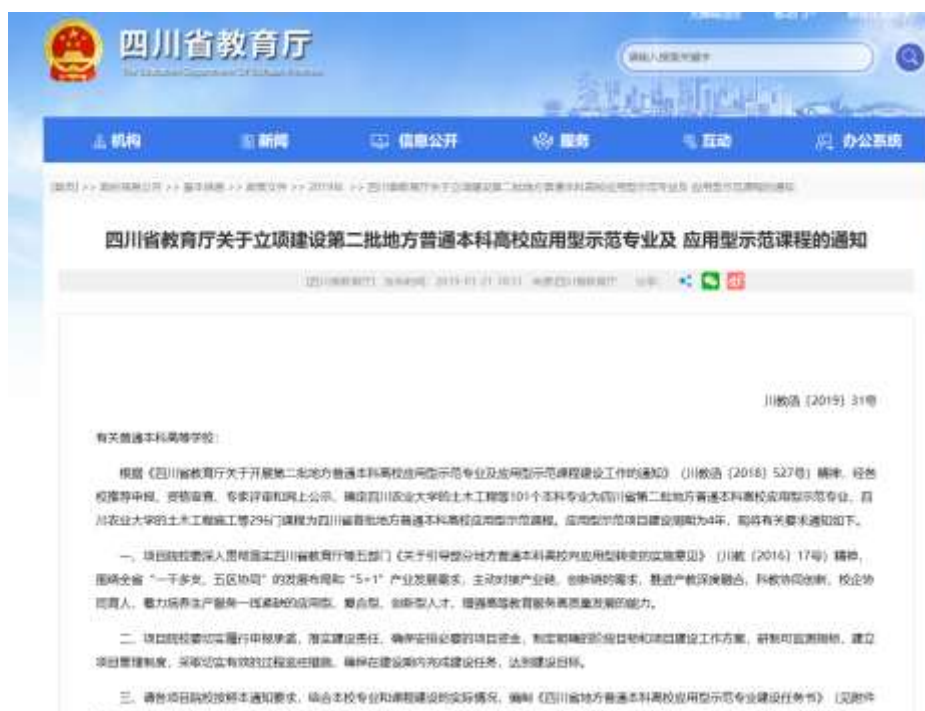 四川省教育厅
机构 新闻 信息公开 服务 互动 办公系统
四川省教育厅关于立项建设第二批地方普通本科高校应用型示范专业及 应用型示范课程的通知
川教函〔2019〕31号
有关普通本科高等学校：
根据《四川省教育厅关于开展第二批地方普通本科高校应用型示范专业及应用型示范课程建设工作的通知》（川教函〔2018〕527号）精神，经各
校推荐申报、资格审查、专家评审和网上公示，确定四川农业大学的土木工程等101个本科专业为四川省第二批地方普通本科高校应用型示范专业、四
川农业大学的土木工程施工等296门课程为四川省首批地方普通本科高校应用型示范课程。应用型示范项目建设周期为4年，现将有关要求通知如下。
一、项目院校要深入贯彻落实四川省教育厅等五部门《关于引导部分地方普通本科高校向应用型转变的实施意见》（川教〔2016〕17号）精神，
围绕全省“一干多支、五区协同”的发展布局和“5+1”产业发展要求，主动对接产业链、创新链的需求，推进产教深度融合、科教协同创新、校企协
同育人，着力培养生产服务一线紧缺的应用型、复合型、创新型人才，增强高等教育服务高质量发展的能力。
二、项目院校要切实履行申报承诺，落实建设责任，确保安排必要的项目资金，制定明确的阶段目标和项目建设工作方案，研制可监测指标，建立
项目管理制度，采取切实有效的过程监控措施，确保在建设期内完成建设任务，达到建设目标。
三、请各项目院校按照本通知要求，结合本校专业和课程建设的实际情况，编制《四川省地方普通本科高校应用型示范专业建设任务书》（见附件